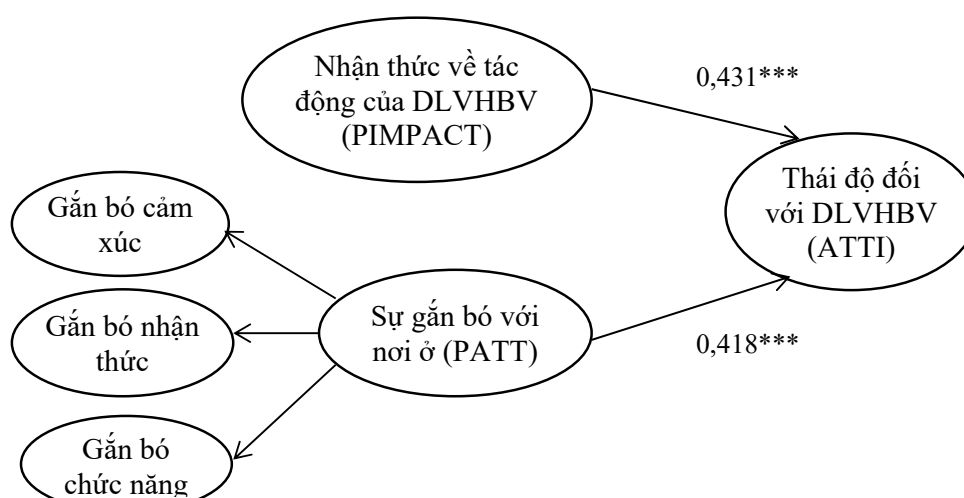 Nhận thức về tác
động của DLVHBV
(PIMPACT)
0,431***
Thái độ đối
với DLVHBV
(ATTI)
Gắn bó cảm
xúc
Gắn bó nhận
thức
Sự gắn bó với
nơi ở (PATT)
0,418***
Gắn bó
chức năng